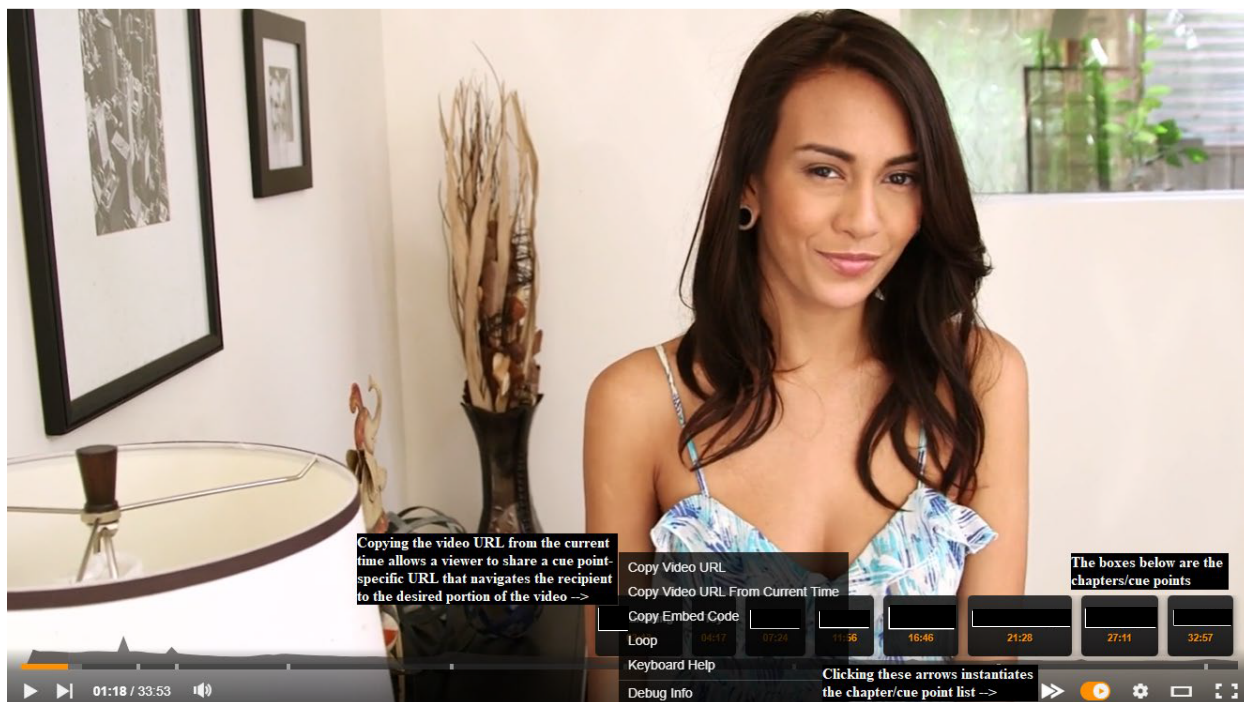 Copying the video URL from the current
time allows a viewer to share a cue point-
specific URL that navigates the recipient
to the desired portion of the video -->
Copy Video URL
Copy Video URL From Current Time
Copy Embed Code
Loop
Keyboard Help
Debug Info
The boxes below are the
chapters/cue points
04:17
07:24
11:56
16:46
21:28
27:11
32:57
Clicking these arrows instantiates
the chapter/cue point list -->
01:18 / 33:53